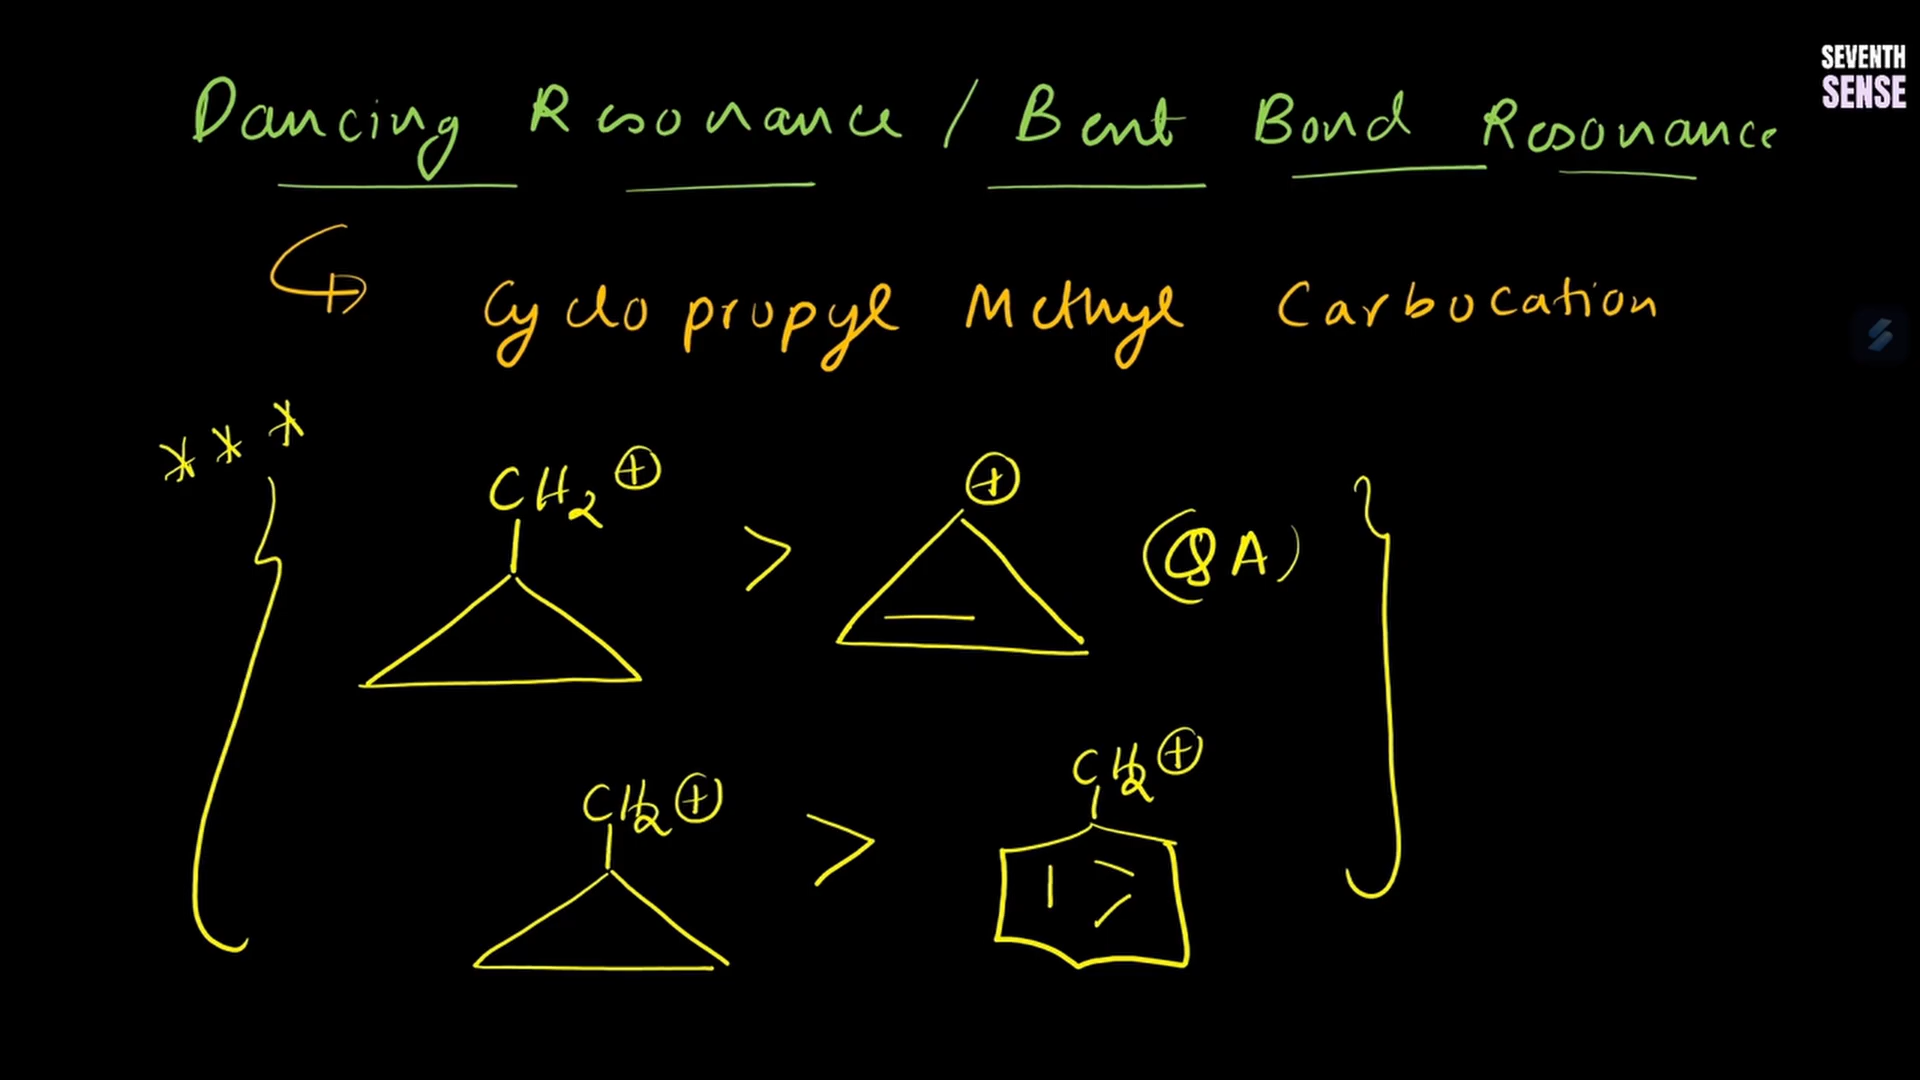 SEVENTH
SENSE
Dancing Resonance / Bent Bond Resonance
Cyclopropyl Methyl Carbocation
***
CH2 ⊕ > ⊕ (QA)
CH2 ⊕ > CH2 ⊕